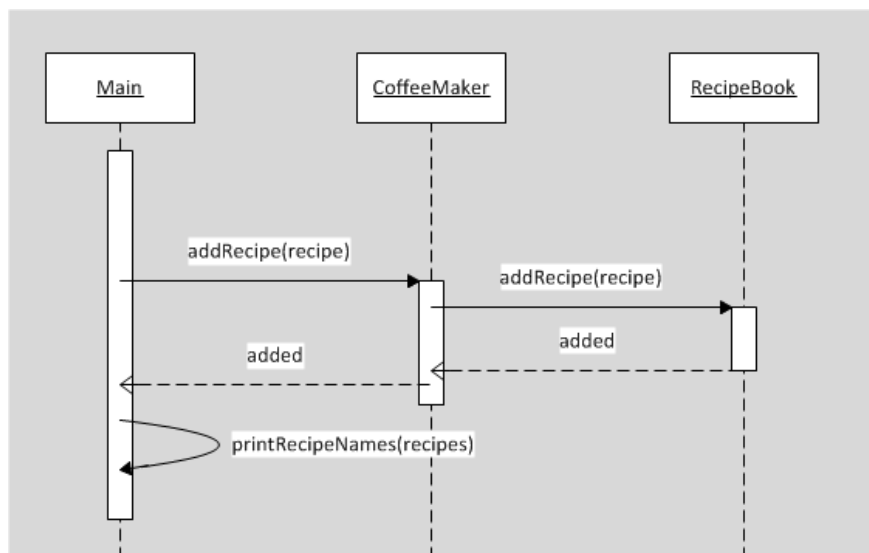 Main
CoffeeMaker
RecipeBook
addRecipe(recipe)
addRecipe(recipe)
added
added
printRecipeNames(recipes)